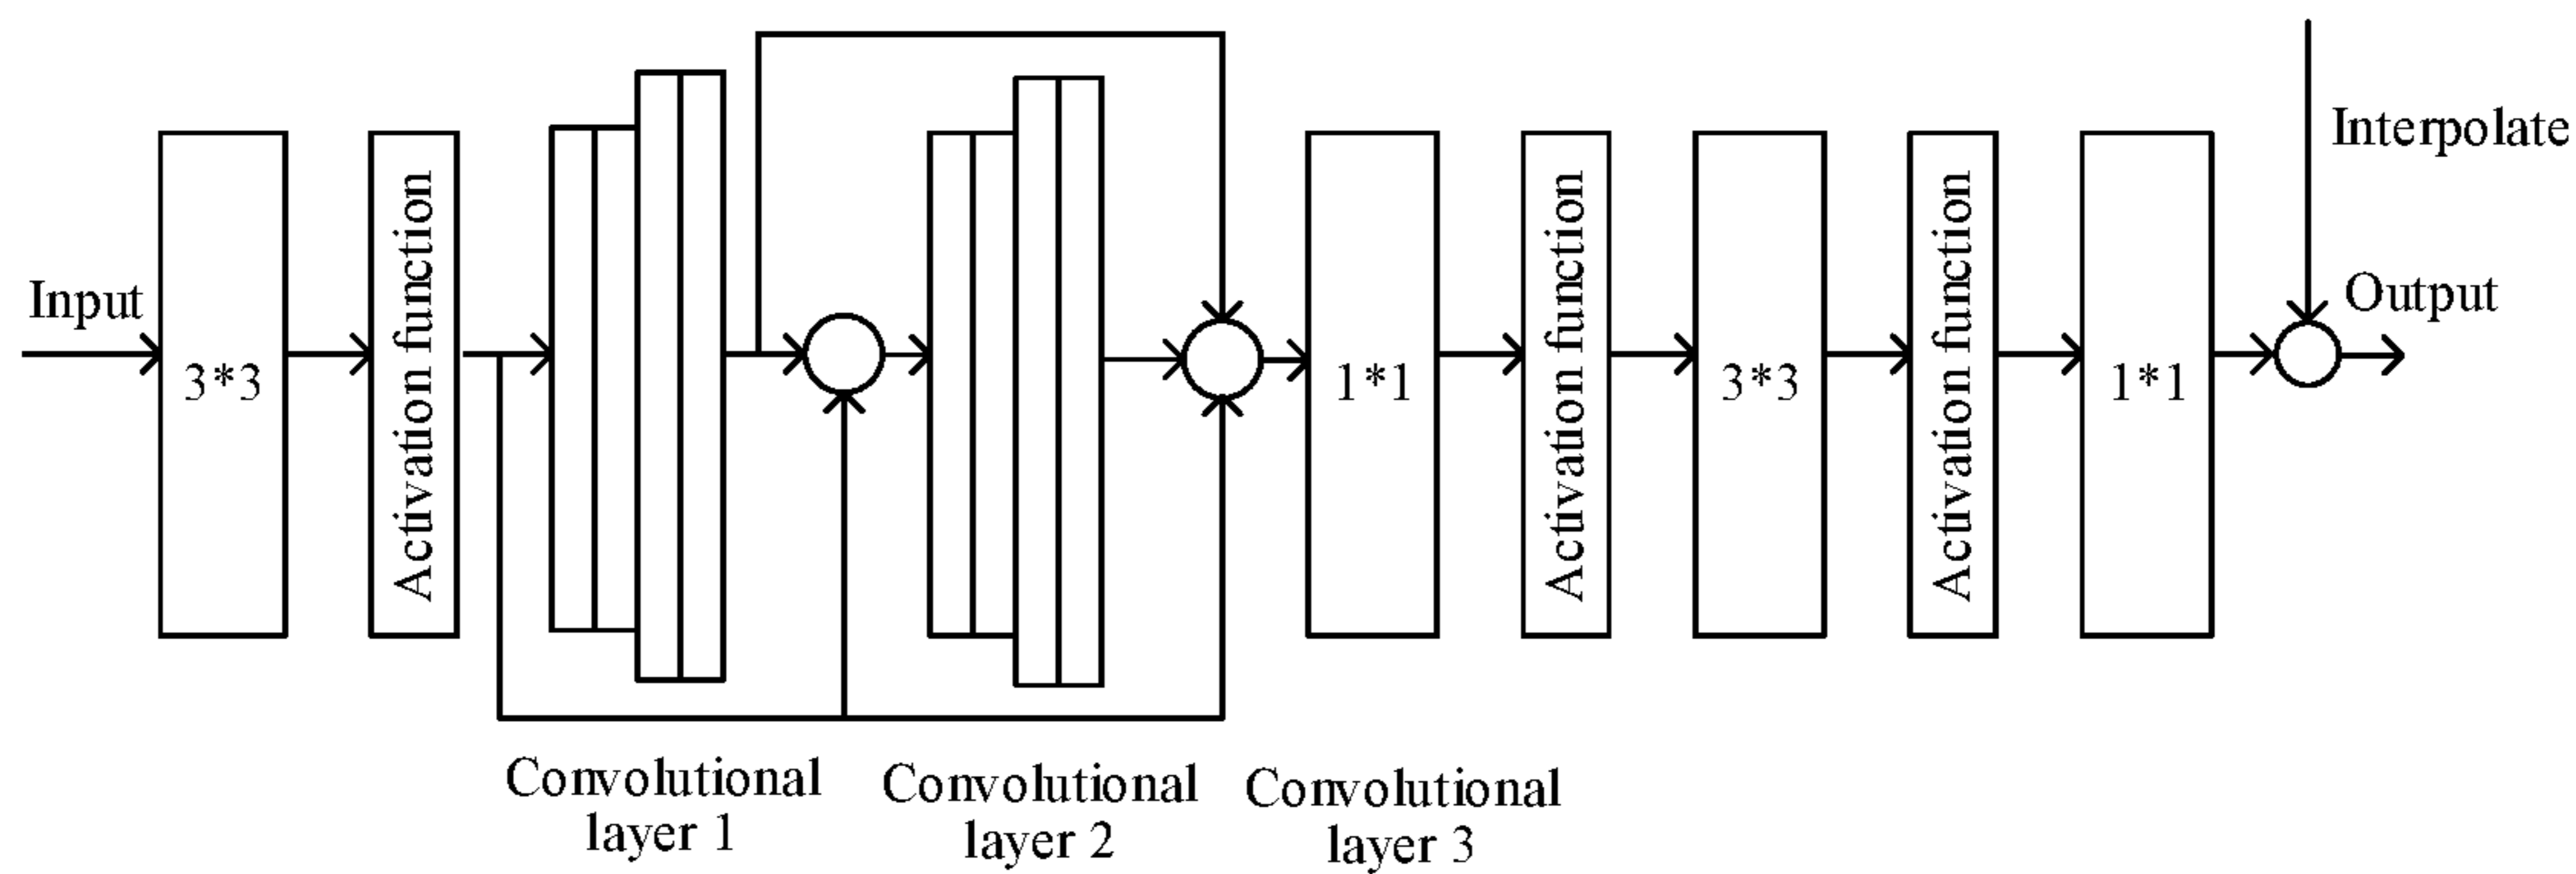 Input
3*3
Activation function
Convolutional
layer 1
Convolutional
layer 2
Convolutional
layer 3
1*1
Activation function
3*3
Activation function
1*1
Interpolate
Output